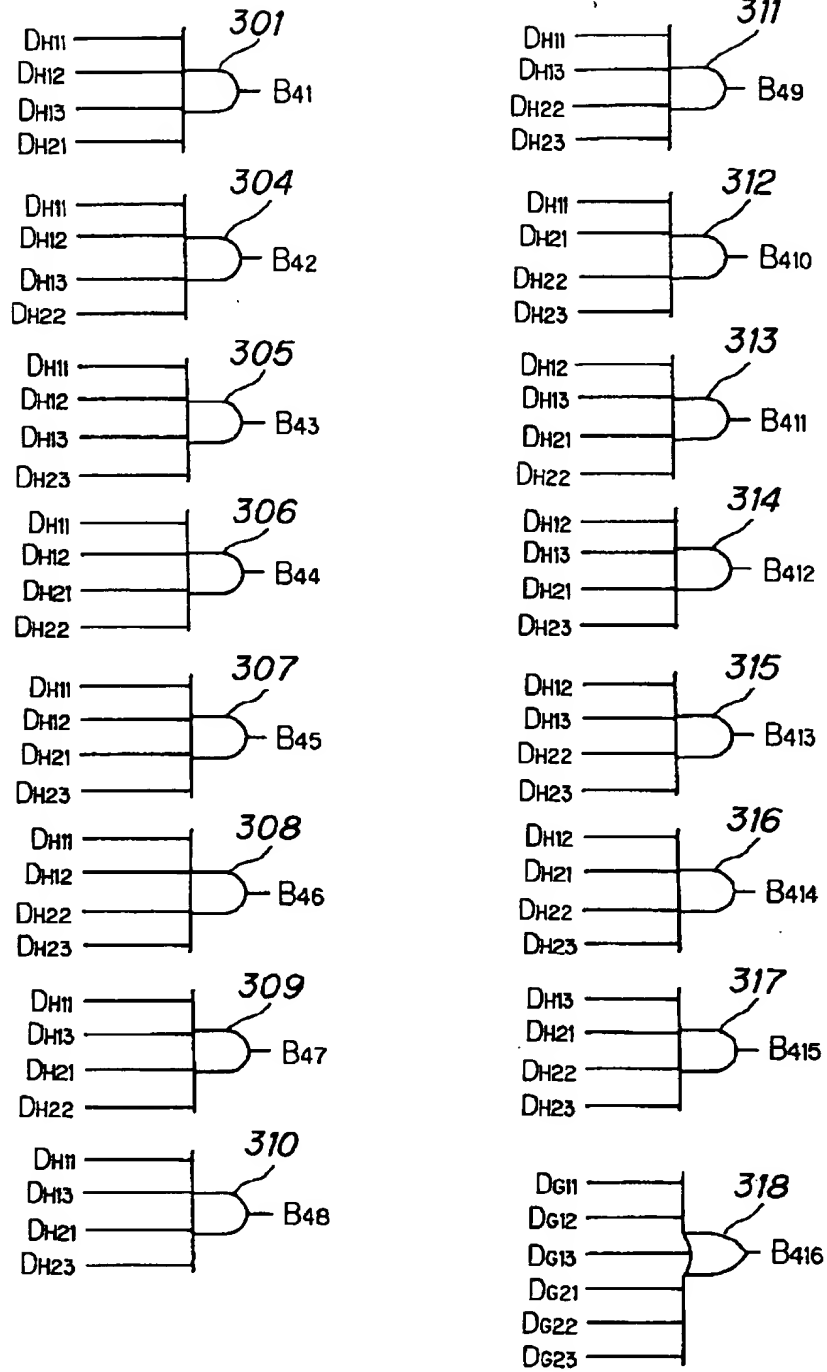 301
DH11
DH12
DH13
DH21
B41
304
DH11
DH12
DH13
DH22
B42
305
DH11
DH12
DH13
DH23
B43
306
DH11
DH12
DH21
DH22
B44
307
DH11
DH12
DH21
DH23
B45
308
DH11
DH12
DH22
DH23
B46
309
DH11
DH13
DH21
DH22
B47
310
DH11
DH13
DH21
DH23
B48
311
DH11
DH13
DH22
DH23
B49
312
DH11
DH21
DH22
DH23
B410
313
DH12
DH13
DH21
DH22
B411
314
DH12
DH13
DH21
DH23
B412
315
DH12
DH13
DH22
DH23
B413
316
DH12
DH21
DH22
DH23
B414
317
DH13
DH21
DH22
DH23
B415
318
DG11
DG12
DG13
DG21
DG22
DG23
B416